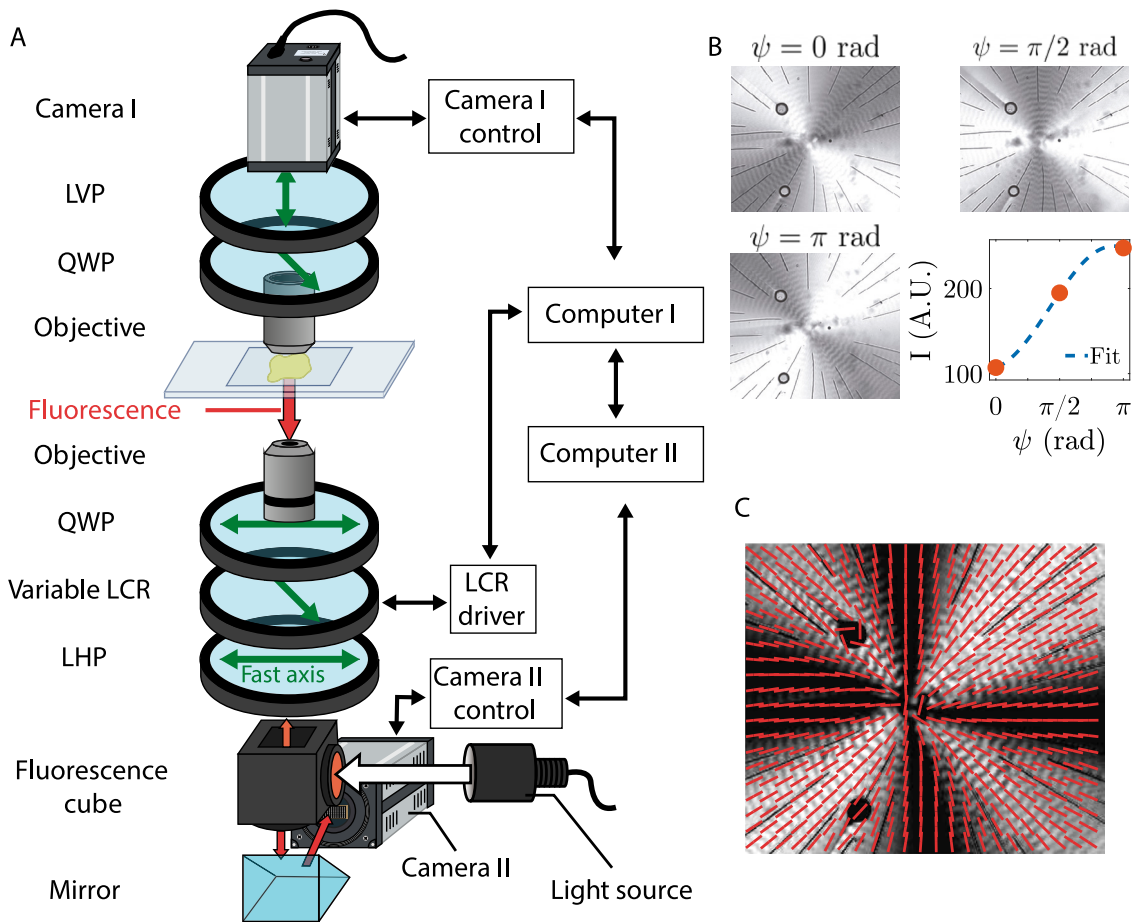 A
Camera I
Camera I
control
LVP
QWP
Objective
Computer I
Fluorescence
Objective
Computer II
QWP
Variable LCR
LCR
driver
LHP
Fast axis
Camera II
control
Fluorescence
cube
Camera II
Light source
Mirror
B
ψ = 0 rad
ψ = π/2 rad
ψ = π rad
I (A.U.)
200
100
Fit
0
π/2
π
ψ (rad)
C